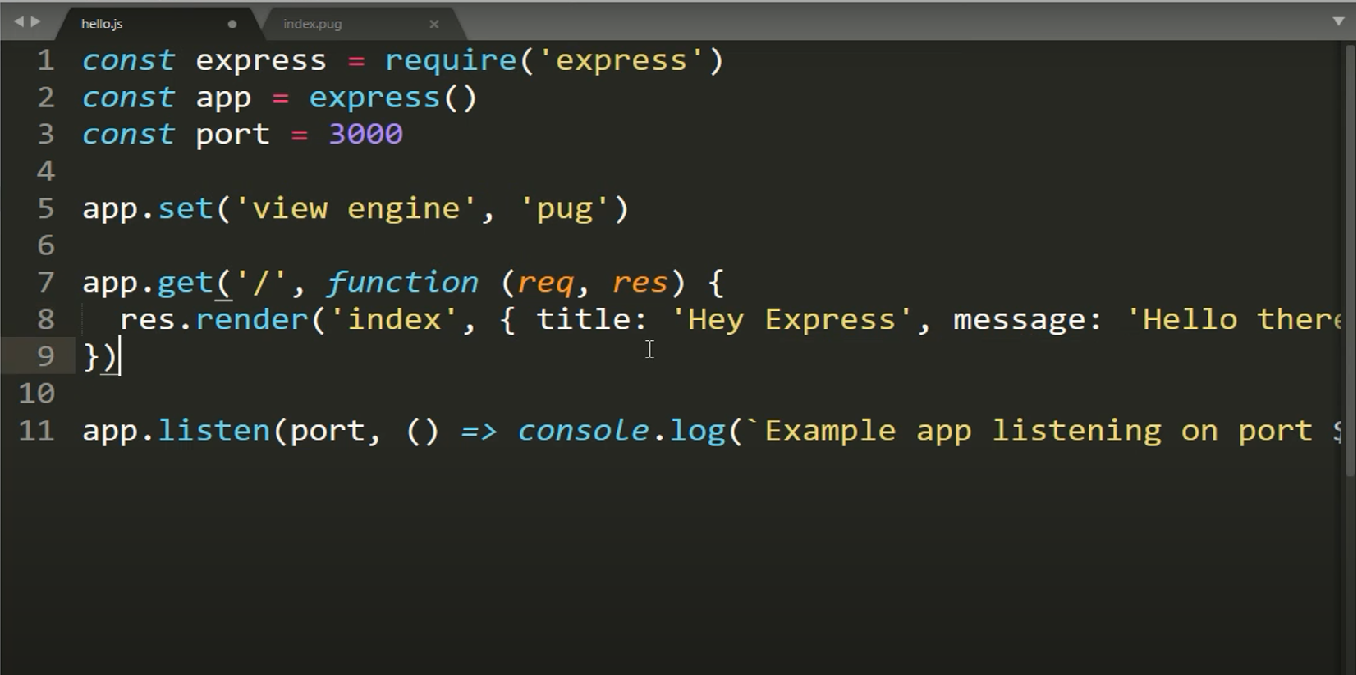 hello.js
index.pug
1 const express = require('express')
2 const app = express()
3 const port = 3000
4
5 app.set('view engine', 'pug')
6
7 app.get('/', function (req, res) {
8 res.render('index', { title: 'Hey Express', message: 'Hello there
9 })
10
11 app.listen(port, () => console.log(`Example app listening on port $